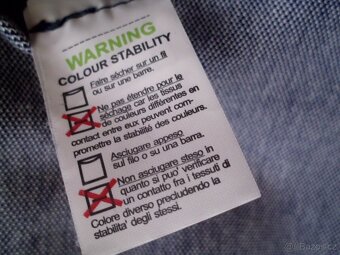 WARNING
COLOUR STABILITY
Faire sécher sur un fil
ou sur une barre.
Ne pas étendre pour le
séchage car les tissus
de couleurs différentes en
contact entre eux peuvent com-
promettre la stabilité des couleurs.
Asciugare appeso
sul filo o su una barra.
Non asciugare steso in
quanto si puo' verificare
un contatto fra i tessuti di
Colore diverso precludendo la
stabilita' degli stessi.